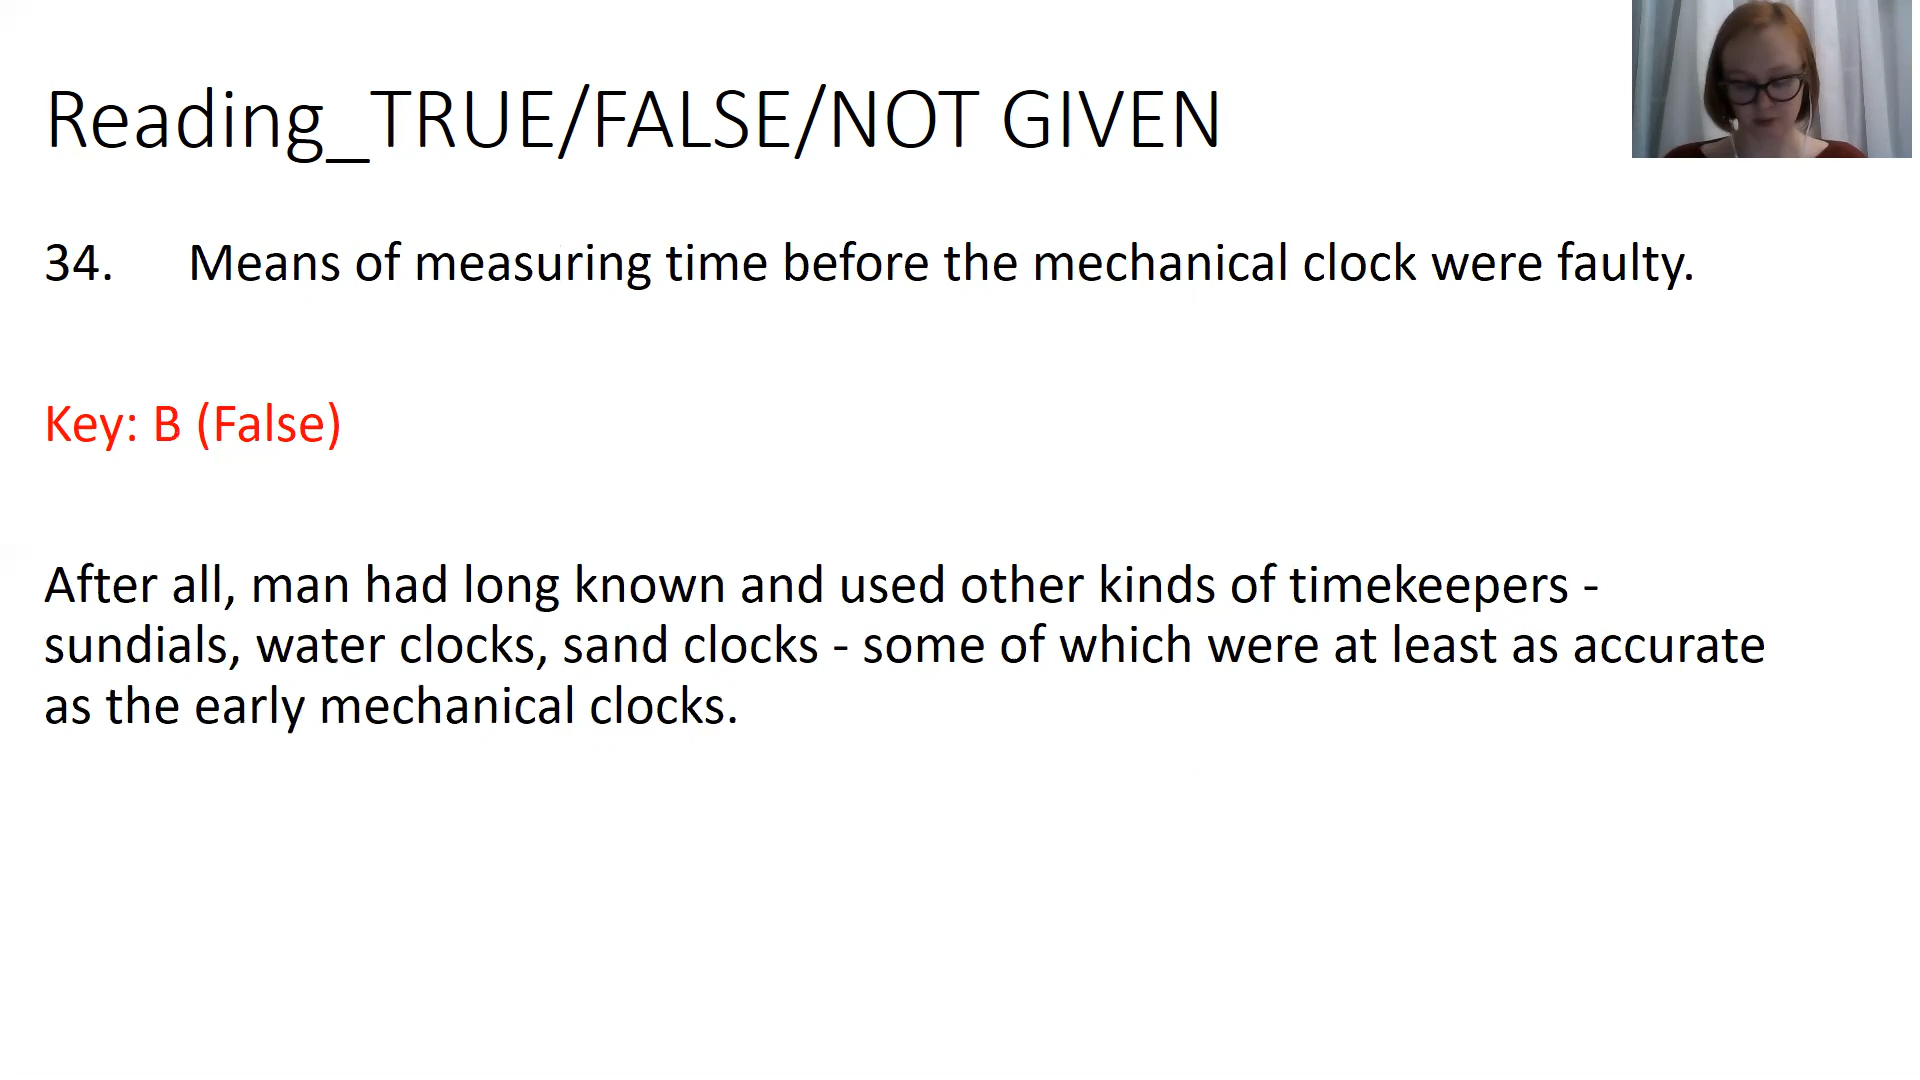 Reading_TRUE/FALSE/NOT GIVEN
34. Means of measuring time before the mechanical clock were faulty.
Key: B (False)
After all, man had long known and used other kinds of timekeepers -
sundials, water clocks, sand clocks - some of which were at least as accurate
as the early mechanical clocks.